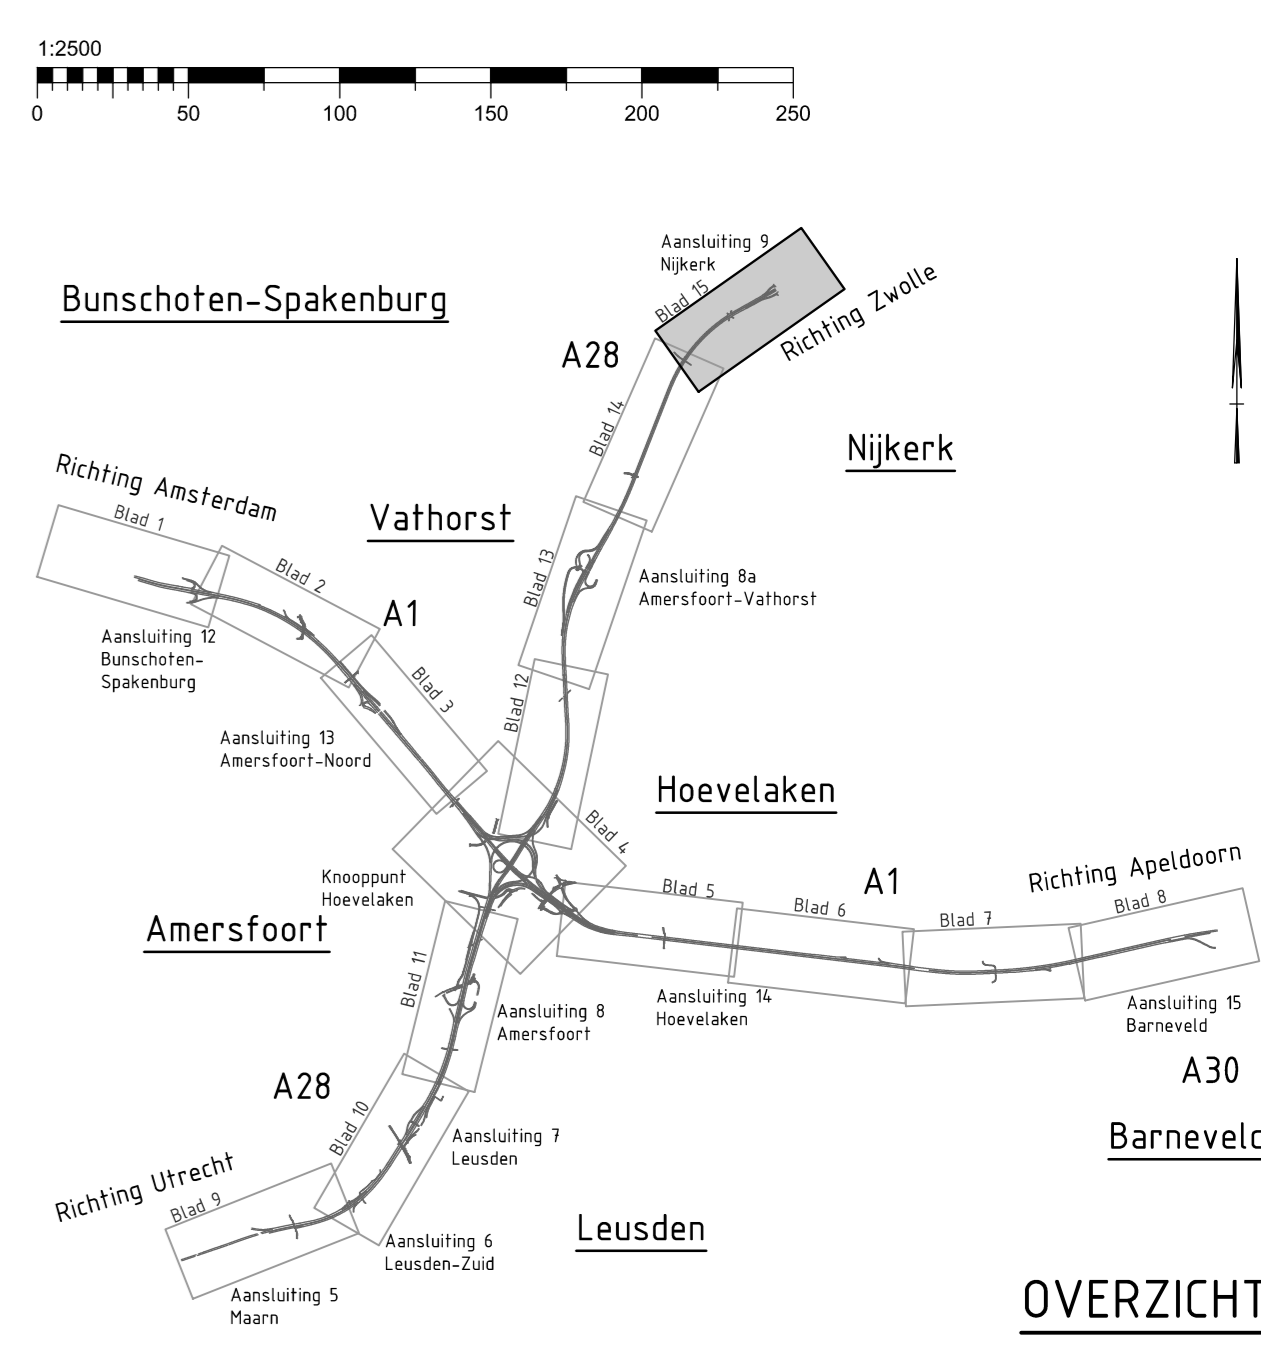 1:2500
0 50 100 150 200 250
Aansluiting 9
Nijkerk
Blad 15
Richting Zwolle
Bunschoten-Spakenburg
A28
Blad 14
Nijkerk
Richting Amsterdam
Blad 1
Vathorst
Blad 2
Blad 13
Aansluiting 8a
Amersfoort-Vathorst
A1
Aansluiting 12
Bunschoten-
Spakenburg
Blad 3
Blad 12
Aansluiting 13
Amersfoort-Noord
Hoevelaken
Blad 4
Knooppunt
Hoevelaken
Blad 5
A1
Richting Apeldoorn
Blad 6
Blad 7
Blad 8
Amersfoort
Blad 11
Aansluiting 8
Amersfoort
Aansluiting 14
Hoevelaken
Aansluiting 15
Barneveld
A28
A30
Blad 10
Aansluiting 7
Leusden
Barneveld
Richting Utrecht
Blad 9
Leusden
Aansluiting 6
Leusden-Zuid
Aansluiting 5
Maarn
OVERZICHT